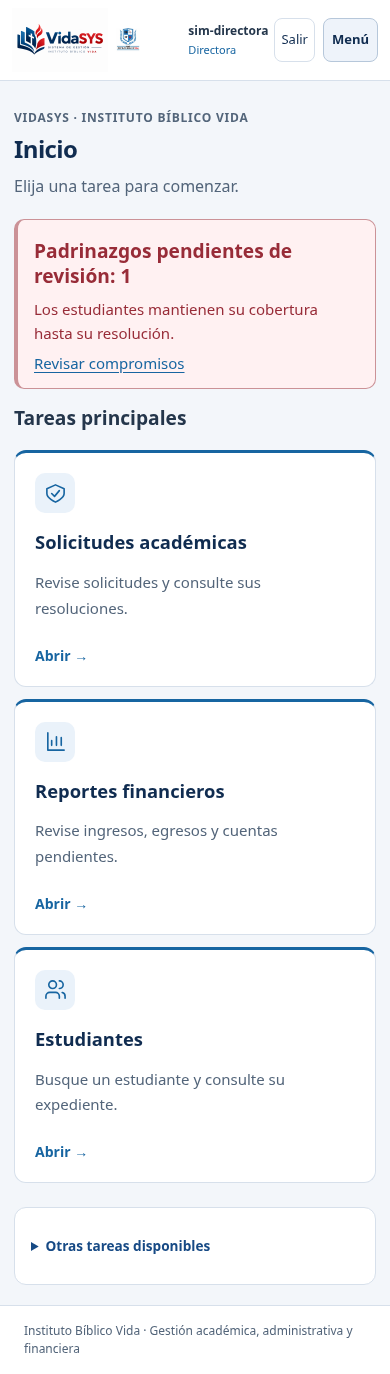 VidaSYS
sim-directora
Directora
Salir
Menú
VIDASYS · INSTITUTO BÍBLICO VIDA
Inicio
Elija una tarea para comenzar.
Padrinazgos pendientes de
revisión: 1
Los estudiantes mantienen su cobertura
hasta su resolución.
Revisar compromisos
Tareas principales
Solicitudes académicas
Revise solicitudes y consulte sus
resoluciones.
Abrir →
Reportes financieros
Revise ingresos, egresos y cuentas
pendientes.
Abrir →
Estudiantes
Busque un estudiante y consulte su
expediente.
Abrir →
Otras tareas disponibles
Instituto Bíblico Vida · Gestión académica, administrativa y
financiera